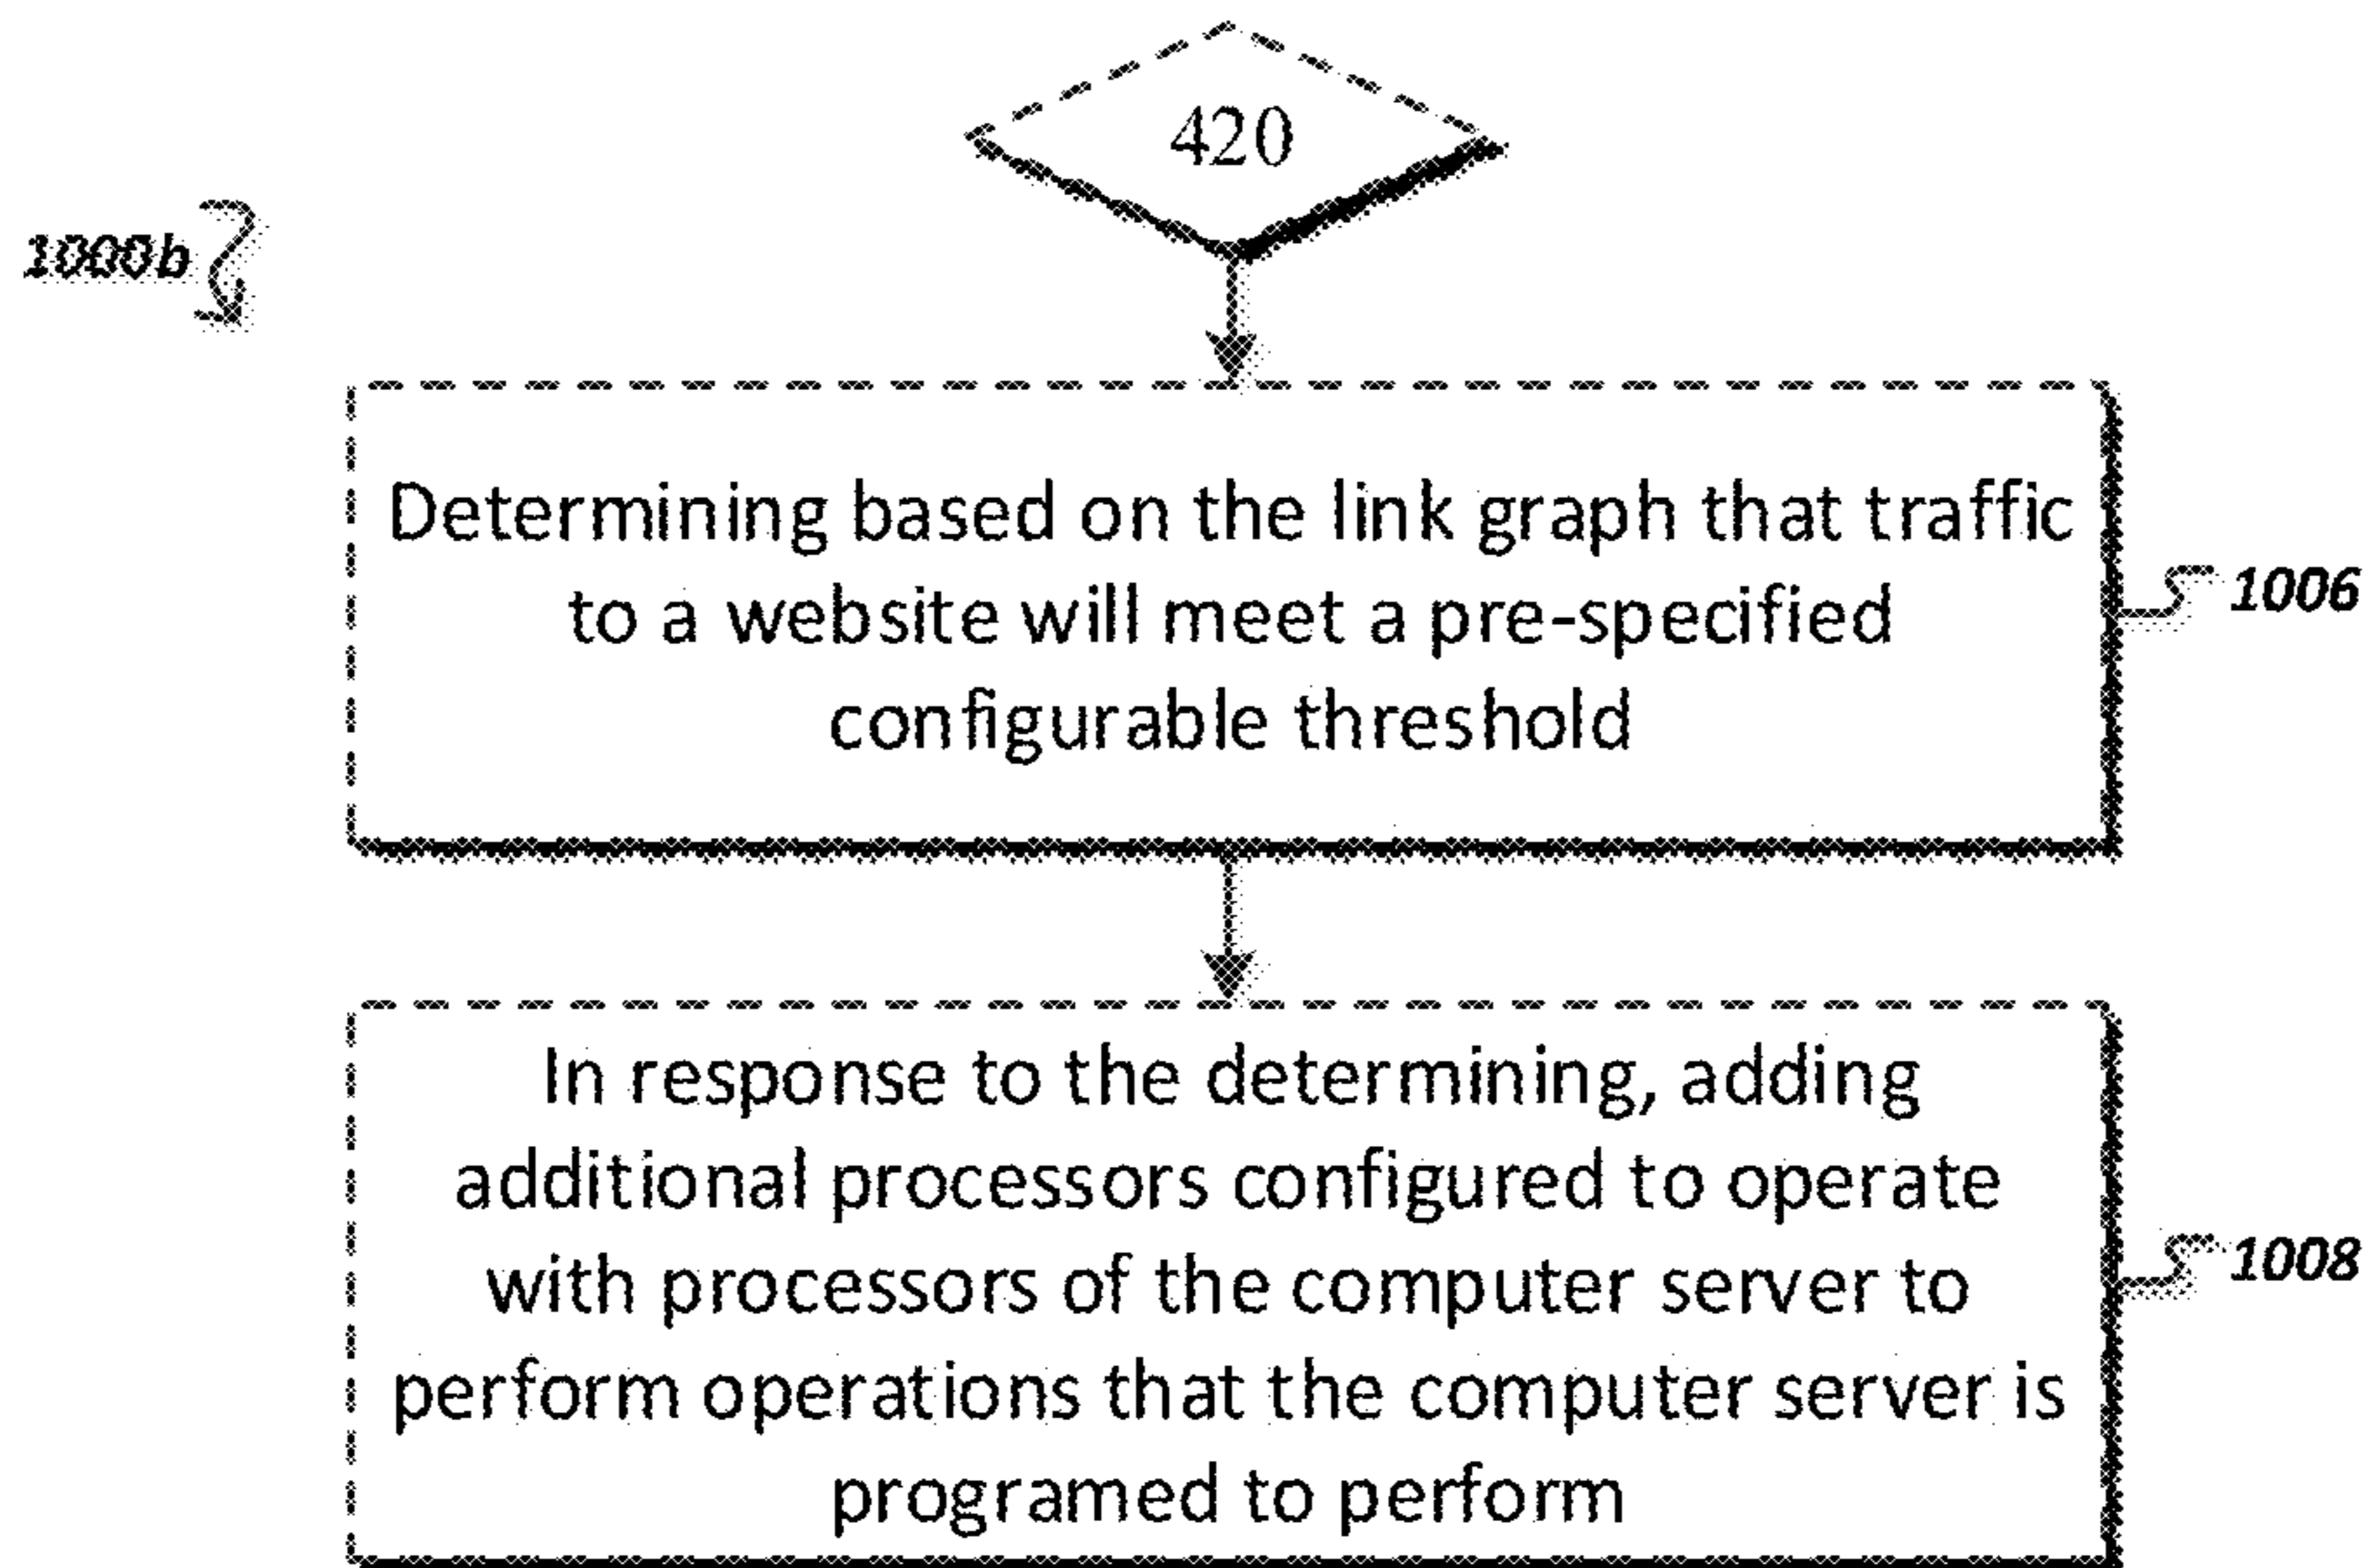 420
1000b
Determining based on the link graph that traffic
to a website will meet a pre-specified
configurable threshold
1006
In response to the determining, adding
additional processors configured to operate
with processors of the computer server to
perform operations that the computer server is
programed to perform
1008